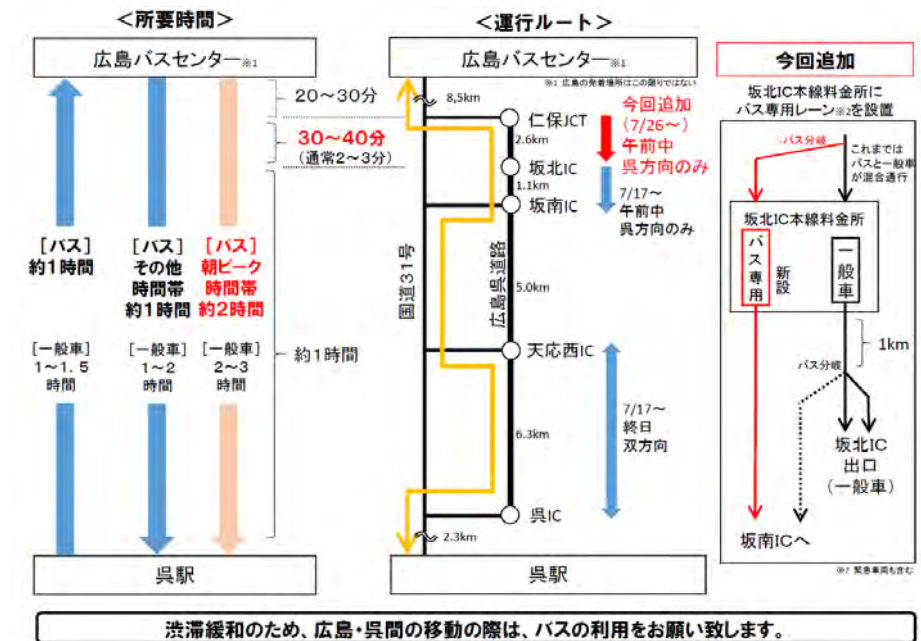 ＜所要時間＞
広島バスセンター※1
20～30分
30～40分
(通常2～3分)
[バス]
約1時間
[バス]
その他
時間帯
約1時間
[バス]
朝ピーク
時間帯
約2時間
[一般車]
1～1.5
時間
[一般車]
1～2
時間
[一般車]
2～3
時間
約1時間
呉駅
＜運行ルート＞
広島バスセンター※1
※1 広島の発着場所はこの限りではない
8,5km
仁保JCT
2.6km
坂北IC
1.1km
坂南IC
国道31号
広島呉道路
5.0km
天応西IC
6.3km
呉IC
2.3km
呉駅
今回追加
(7/26～)
午前中
呉方向のみ
7/17～
午前中
呉方向のみ
7/17～
終日
双方向
今回追加
坂北IC本線料金所に
バス専用レーン※2を設置
バス分岐
これまでは
バスと一般車
が混合通行
坂北IC本線料金所
バス専用
新設
一般車
1km
バス分岐
坂北IC
出口
(一般車)
坂南ICへ
※2 緊急車両も含む
渋滞緩和のため、広島・呉間の移動の際は、バスの利用をお願い致します。